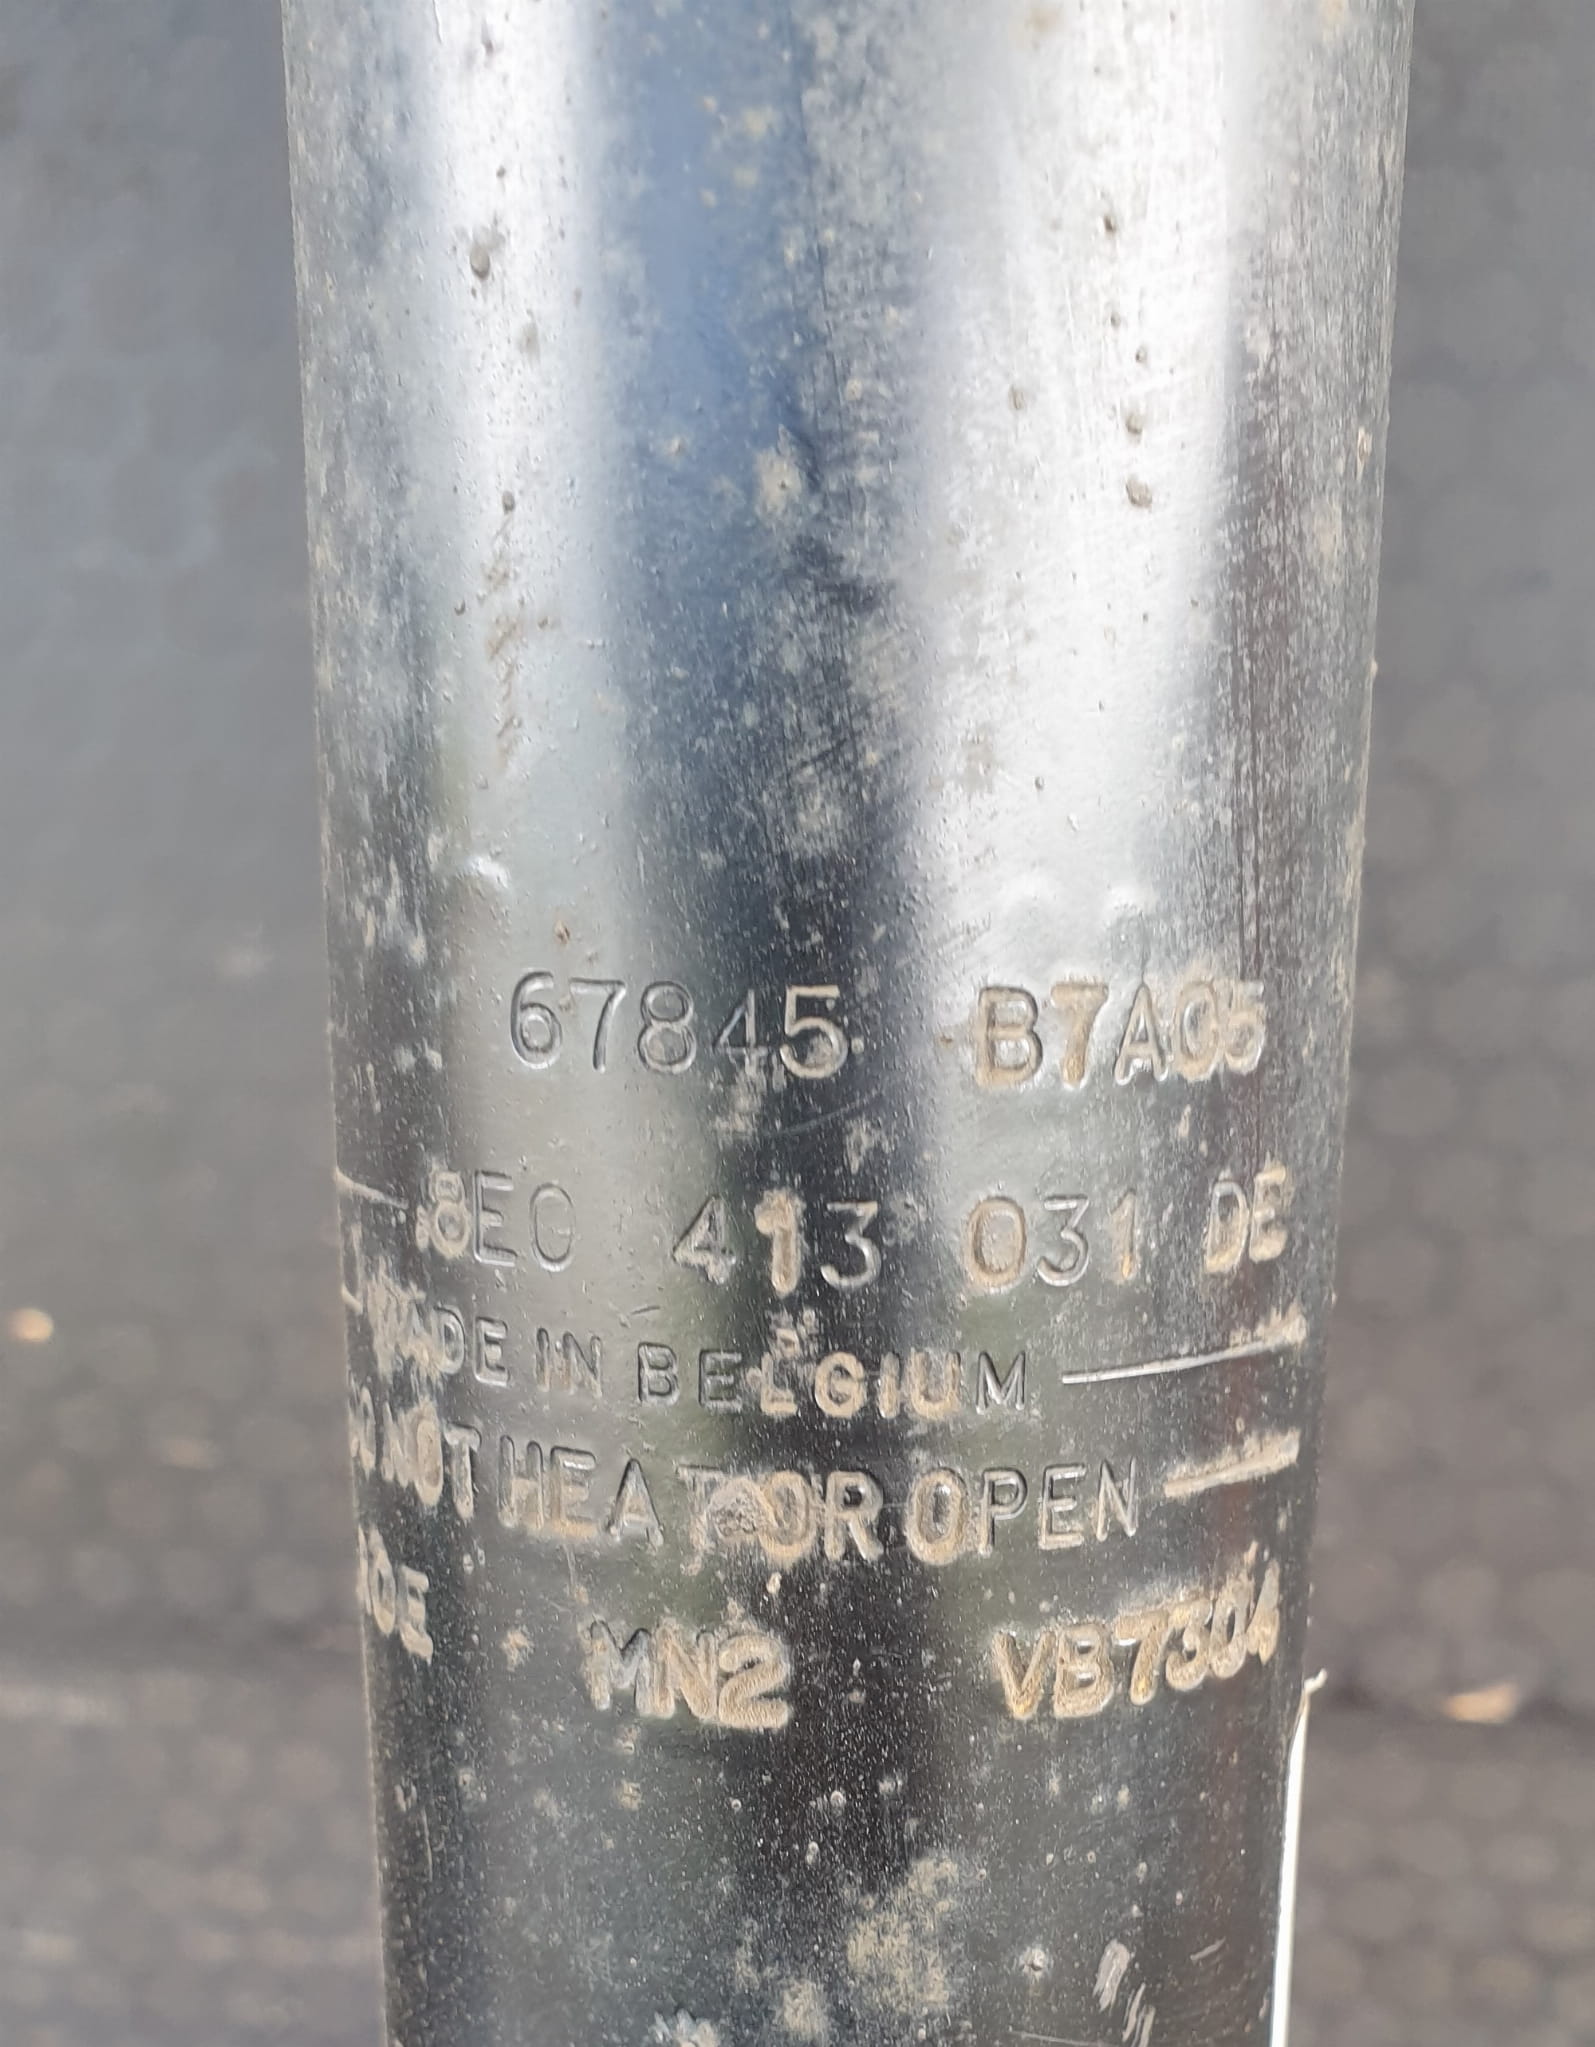 67845 B7A05
8E0 413 031 DE
MADE IN BELGIUM
NOT HEAT OR OPEN
MN2 VB7304